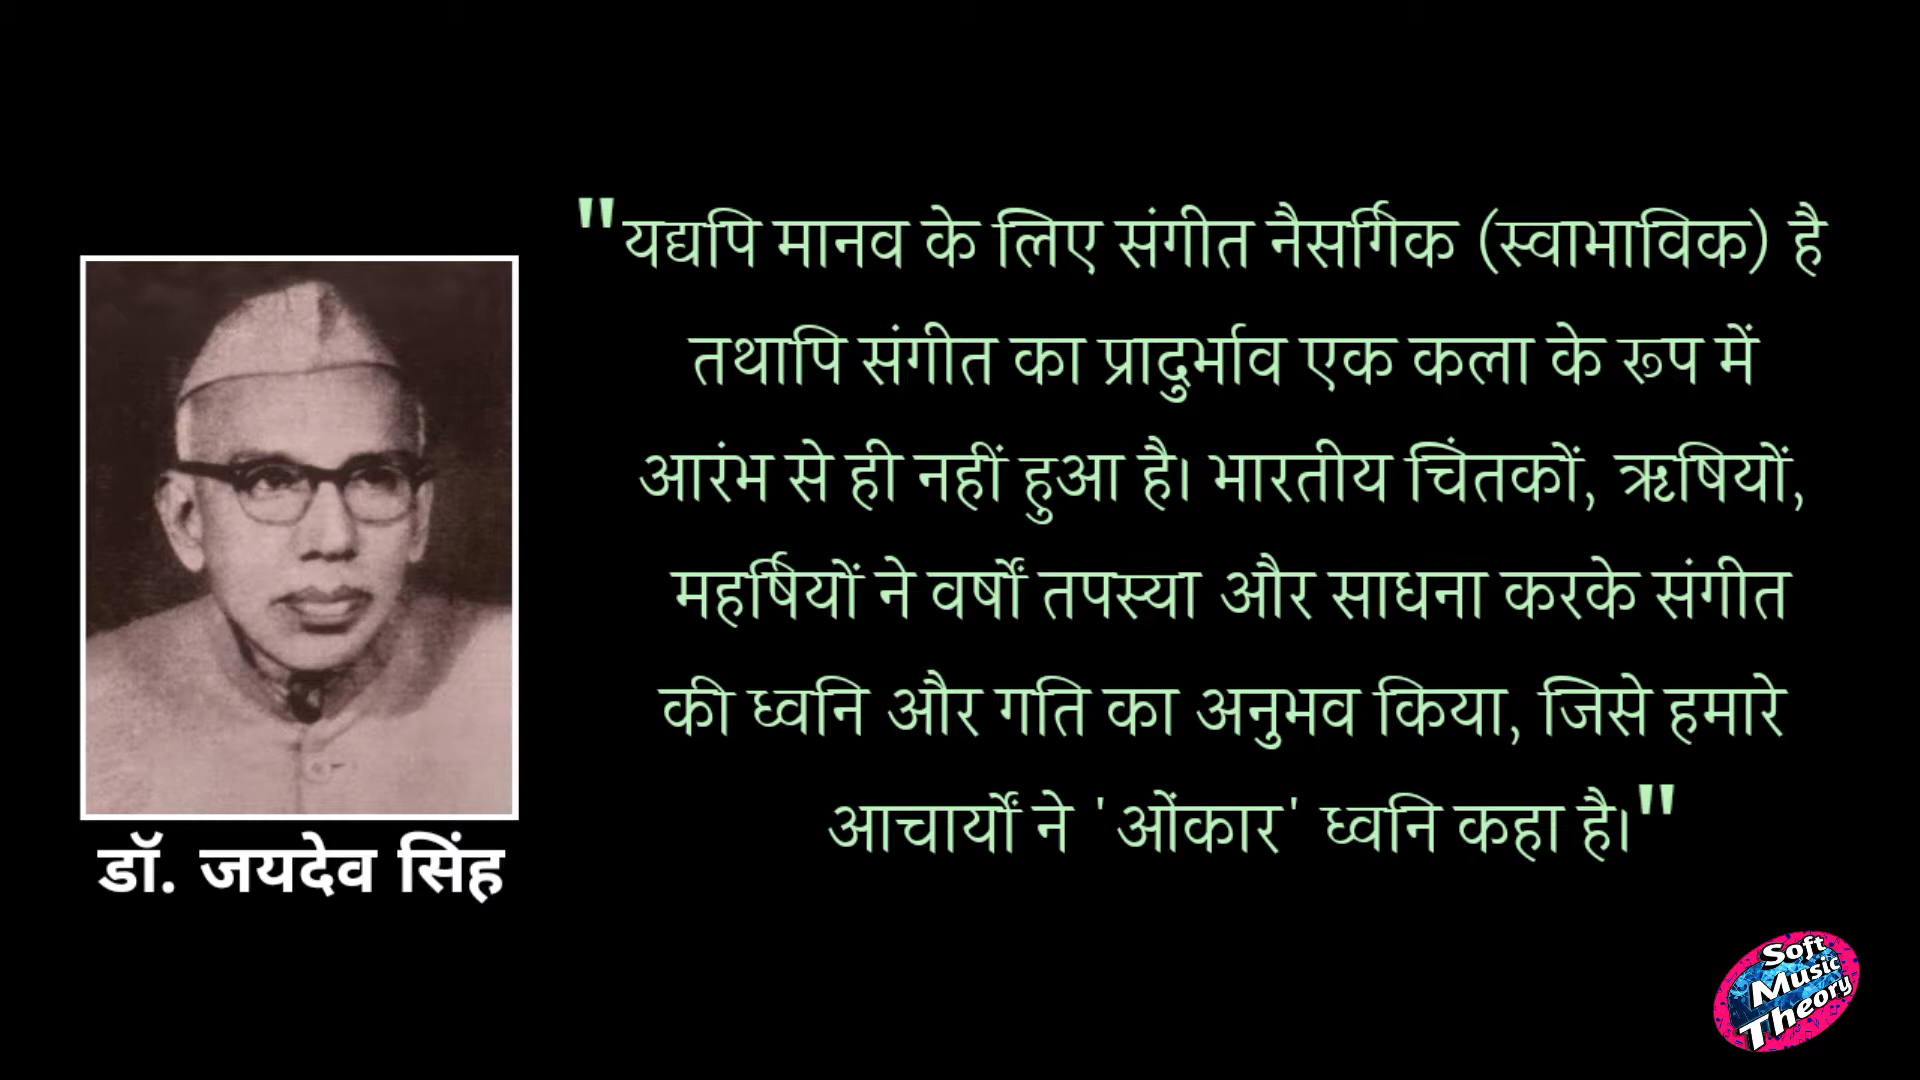 "यद्यपि मानव के लिए संगीत नैसर्गिक (स्वाभाविक) है
तथापि संगीत का प्रादुर्भाव एक कला के रूप में
आरंभ से ही नहीं हुआ है। भारतीय चिंतकों, ऋषियों,
महर्षियों ने वर्षों तपस्या और साधना करके संगीत
की ध्वनि और गति का अनुभव किया, जिसे हमारे
आचार्यों ने 'ओंकार' ध्वनि कहा है।"
डॉ. जयदेव सिंह
Soft
Music
Theory